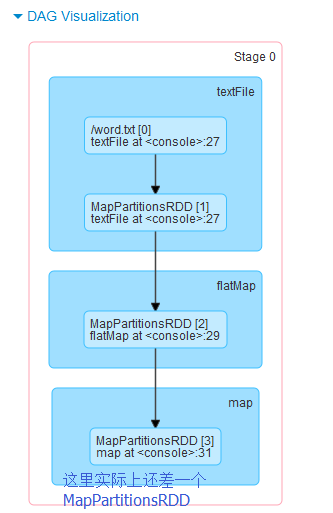 DAG Visualization
Stage 0
textFile
/word.txt [0]
textFile at <console>:27
MapPartitionsRDD [1]
textFile at <console>:27
flatMap
MapPartitionsRDD [2]
flatMap at <console>:29
map
MapPartitionsRDD [3]
map at <console>:31
这里实际上还差一个
MapPartitionsRDD